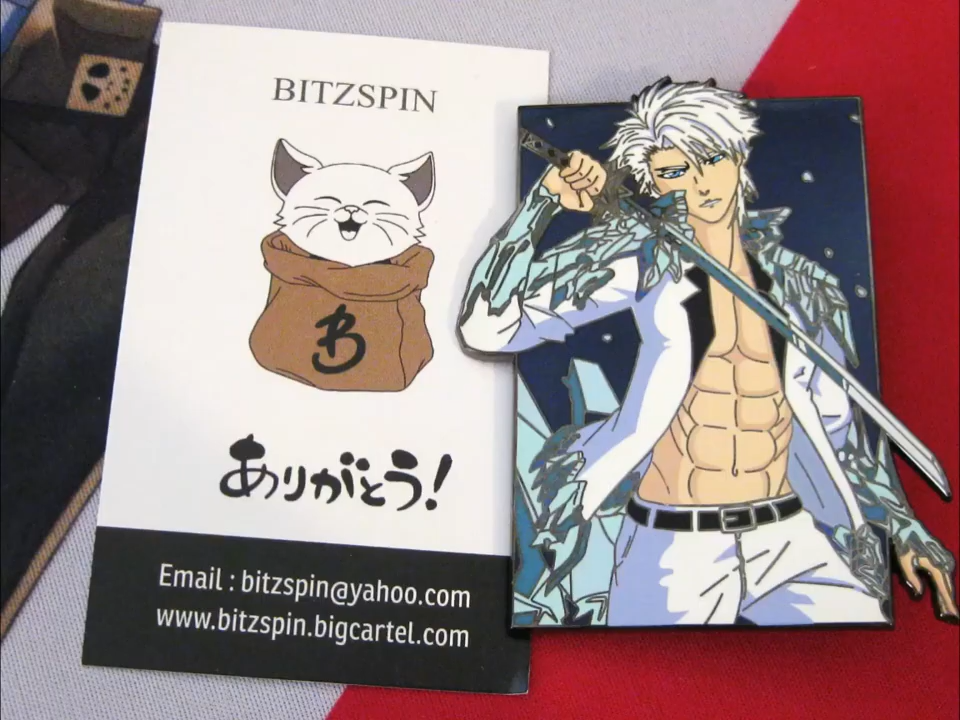 BITZSPIN
B
ありがとう!
Email : bitzspin@yahoo.com
www.bitzspin.bigcartel.com